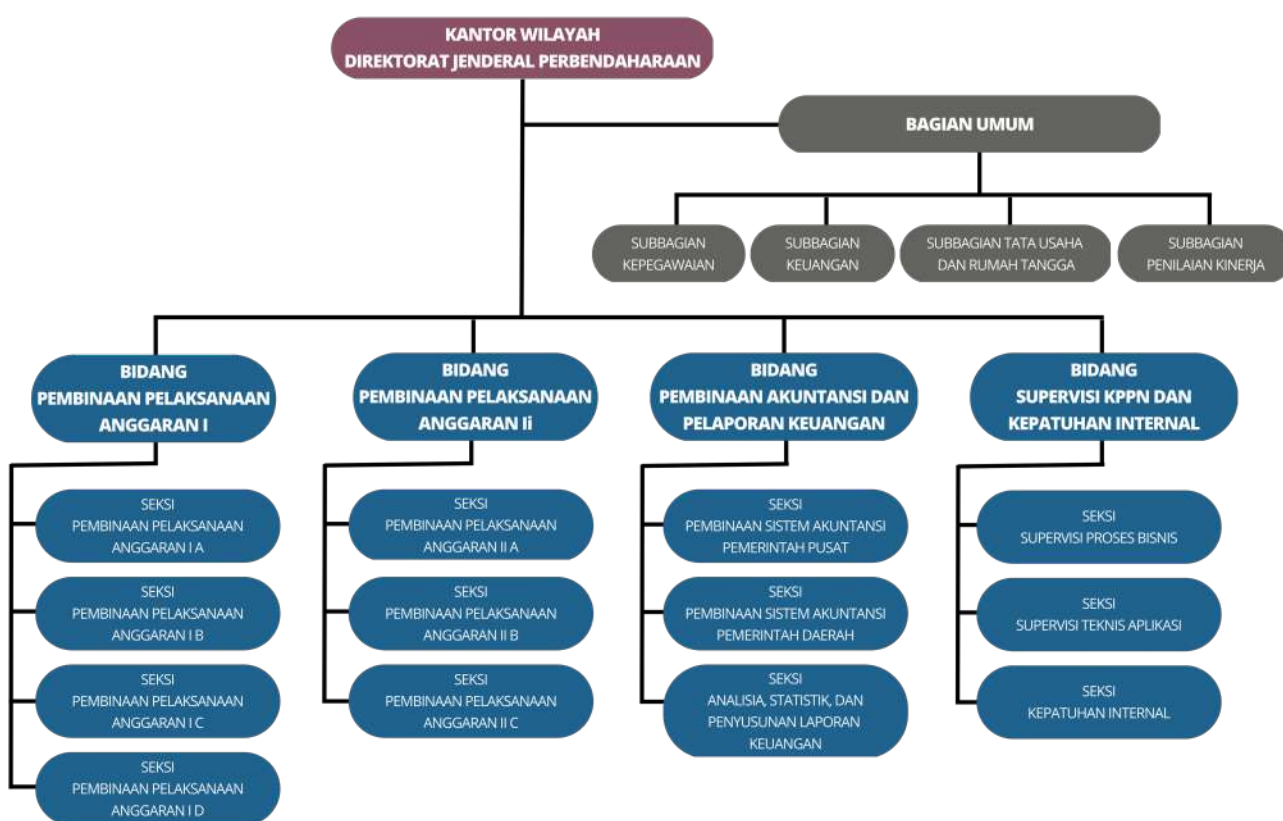 KANTOR WILAYAH
DIREKTORAT JENDERAL PERBENDAHARAAN
BAGIAN UMUM
SUBBAGIAN
KEPEGAWAIAN
SUBBAGIAN
KEUANGAN
SUBBAGIAN TATA USAHA
DAN RUMAH TANGGA
SUBBAGIAN
PENILAIAN KINERJA
BIDANG
PEMBINAAN PELAKSANAAN
ANGGARAN I
SEKSI
PEMBINAAN PELAKSANAAN
ANGGARAN I A
SEKSI
PEMBINAAN PELAKSANAAN
ANGGARAN I B
SEKSI
PEMBINAAN PELAKSANAAN
ANGGARAN I C
SEKSI
PEMBINAAN PELAKSANAAN
ANGGARAN I D
BIDANG
PEMBINAAN PELAKSANAAN
ANGGARAN Ii
SEKSI
PEMBINAAN PELAKSANAAN
ANGGARAN II A
SEKSI
PEMBINAAN PELAKSANAAN
ANGGARAN II B
SEKSI
PEMBINAAN PELAKSANAAN
ANGGARAN II C
BIDANG
PEMBINAAN AKUNTANSI DAN
PELAPORAN KEUANGAN
SEKSI
PEMBINAAN SISTEM AKUNTANSI
PEMERINTAH PUSAT
SEKSI
PEMBINAAN SISTEM AKUNTANSI
PEMERINTAH DAERAH
SEKSI
ANALISIA, STATISTIK, DAN
PENYUSUNAN LAPORAN
KEUANGAN
BIDANG
SUPERVISI KPPN DAN
KEPATUHAN INTERNAL
SEKSI
SUPERVISI PROSES BISNIS
SEKSI
SUPERVISI TEKNIS APLIKASI
SEKSI
KEPATUHAN INTERNAL